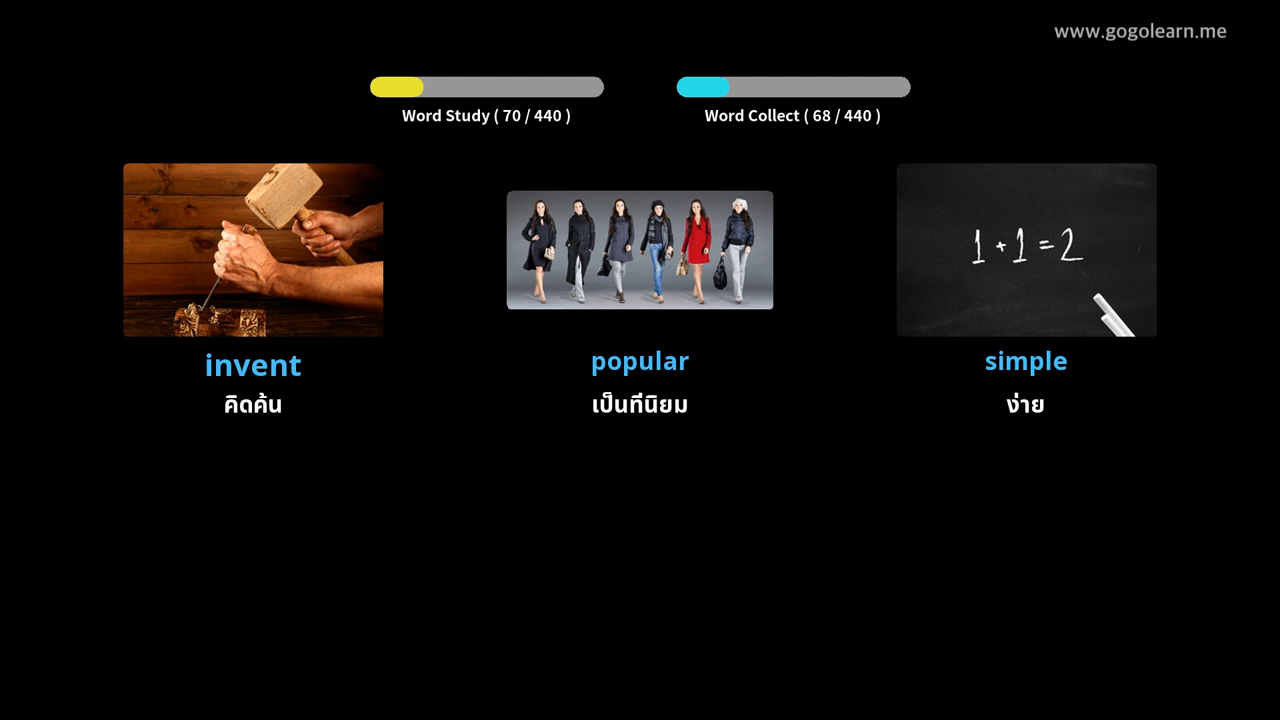 www.gogolearn.me
Word Study ( 70 / 440 )
Word Collect ( 68 / 440 )
1 + 1 = 2
invent
popular
simple
คิดค้น
เป็นที่นิยม
ง่าย